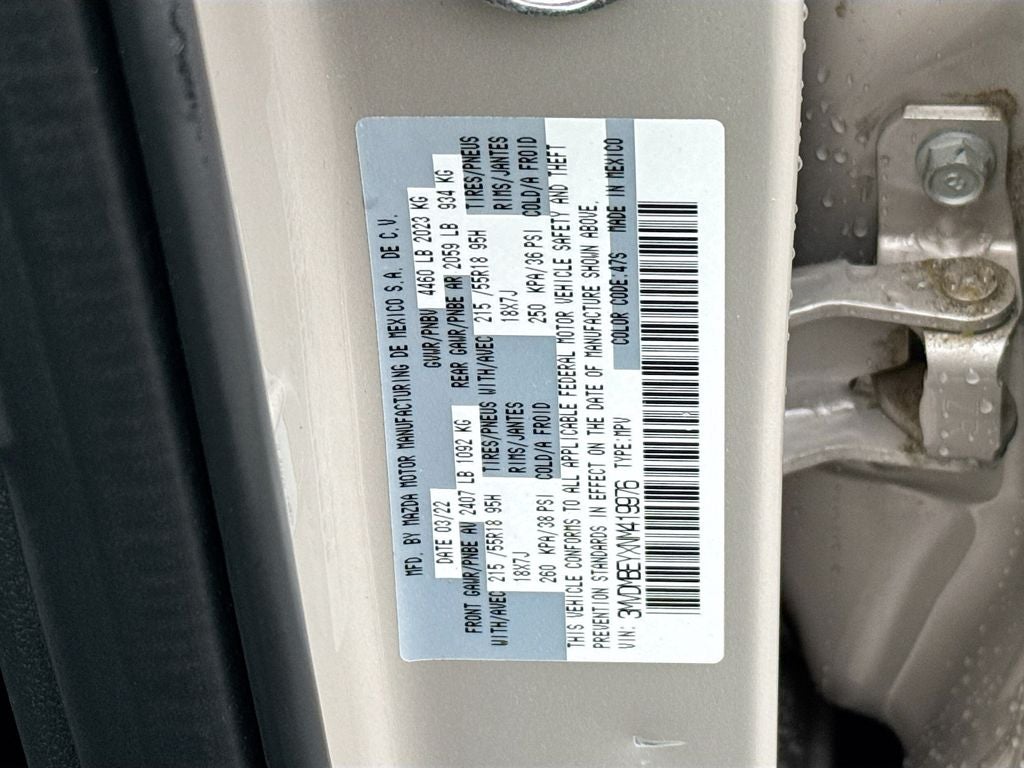 MFD. BY MAZDA MOTOR MANUFACTURING DE MEXICO S.A. DE C.V.
DATE 03/22 GVWR/PNBV 4460 LB 2023 KG
FRONT GAWR/PNBE AV 2407 LB 1092 KG REAR GAWR/PNBE AR 2059 LB 934 KG
WITH/AVEC 215 /55R18 95H TIRES/PNEUS WITH/AVEC 215 /55R18 95H TIRES/PNEUS
18X7J RIMS/JANTES 18X7J RIMS/JANTES
260 KPA/38 PSI COLD/A FROID 250 KPA/36 PSI COLD/A FROID
THIS VEHICLE CONFORMS TO ALL APPLICABLE FEDERAL MOTOR VEHICLE SAFETY AND THEFT
PREVENTION STANDARDS IN EFFECT ON THE DATE OF MANUFACTURE SHOWN ABOVE.
VIN: 3MVDMBEYXNM419976 TYPE:MPV COLOR CODE:47S MADE IN MEXICO